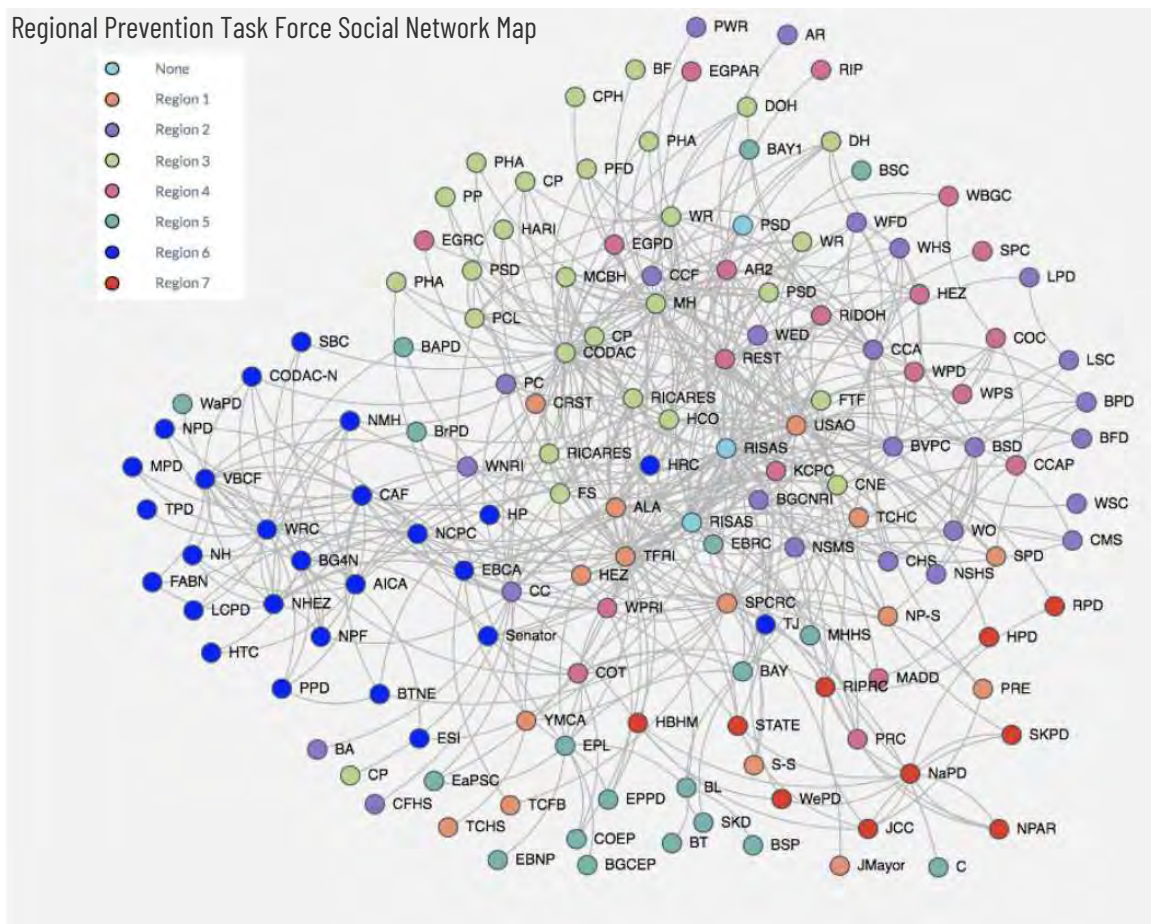 Regional Prevention Task Force Social Network Map
None
Region 1
Region 2
Region 3
Region 4
Region 5
Region 6
Region 7
PWR
AR
BF
EGPAR
RIP
CPH
DOH
PHA
BAY1
DH
BSC
PHA
CP
PFD
WBGC
PP
HARI
WR
PSD
WFD
EGRC
EGPD
WR
WHS
SPC
PSD
MCBH
CCF
AR2
PSD
HEZ
LPD
PHA
MH
RIDOH
PCL
CP
WED
COC
SBC
BAPD
CODAC
REST
CCA
LSC
CODAC-N
PC
CRST
WPD
WPS
WaPD
RICARES
FTF
BPD
NPD
NMH
BrPD
HCO
USAO
BFD
MPD
VBCF
WNRI
RICARES
HRC
RISAS
BVPC
BSD
CCAP
KCPC
TPD
CAF
FS
BGCNRI
CNE
WSC
WRC
HP
ALA
RISAS
TCHC
WO
CMS
NH
BG4N
NCPC
EBRC
NSMS
TFRI
CHS
SPD
FABN
AICA
EBCA
HEZ
NSHS
LCPD
NHEZ
CC
WPRI
SPCRC
NP-S
RPD
HTC
NPF
Senator
TJ
MHHS
HPD
PPD
BTNE
COT
BAY
RIPRC
MADD
PRE
BA
ESI
YMCA
HBHM
STATE
PRC
SKPD
CP
EaPSC
EPL
S-S
NaPD
CFHS
TCFB
EPPD
BL
WePD
TCHS
COEP
SKD
JCC
NPAR
EBNP
BGCEP
BT
BSP
JMayor
C